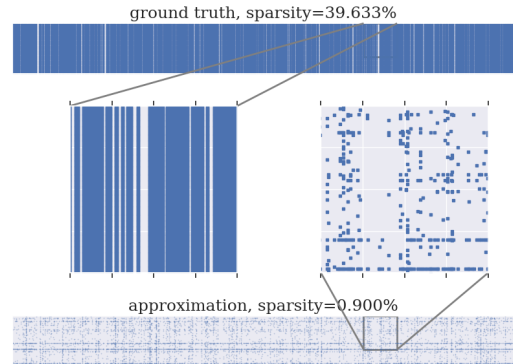 ground truth, sparsity=39.633%
approximation, sparsity=0.900%